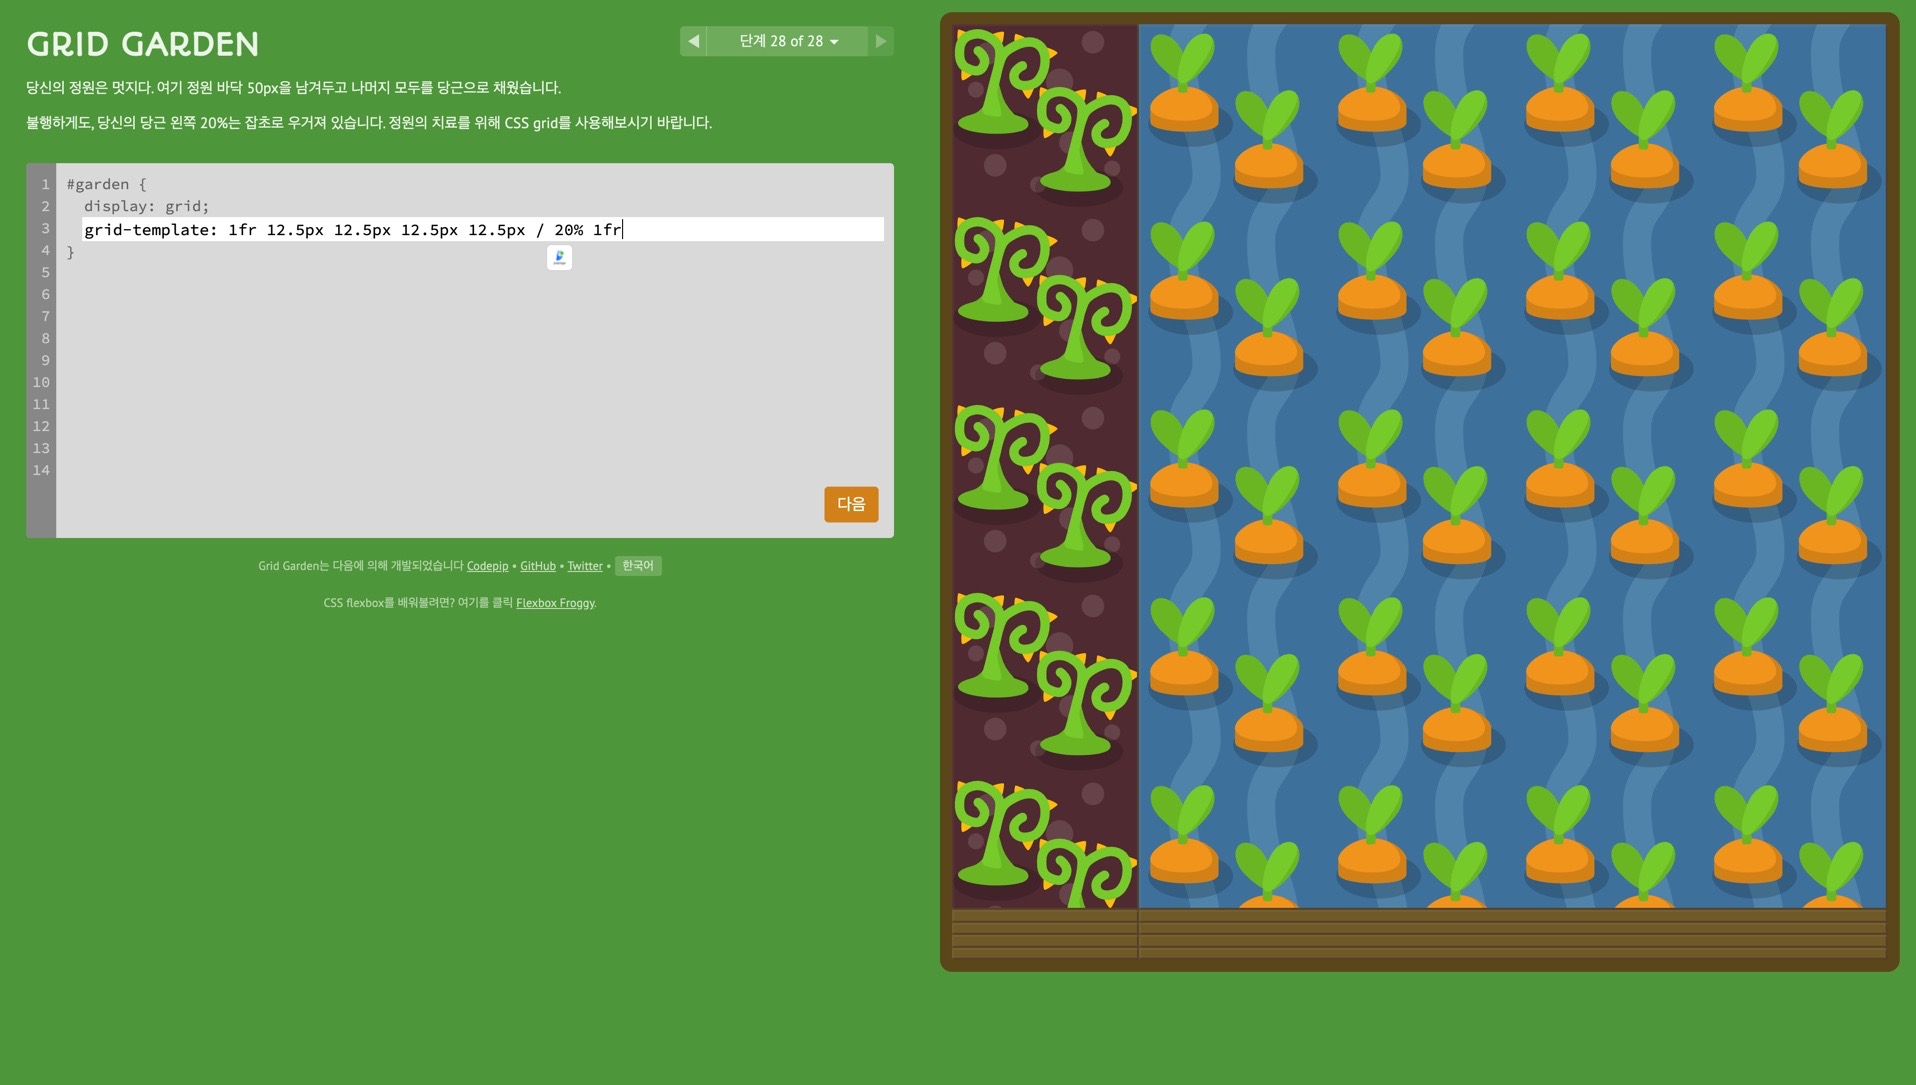 GRID GARDEN
단계 28 of 28
당신의 정원은 멋지다. 여기 정원 바닥 50px을 남겨두고 나머지 모두를 당근으로 채웠습니다.
불행하게도, 당신의 당근 왼쪽 20%는 잡초로 우거져 있습니다. 정원의 치료를 위해 CSS grid를 사용해보시기 바랍니다.
1 #garden {
2 display: grid;
3 grid-template: 1fr 12.5px 12.5px 12.5px 12.5px / 20% 1fr
4 }
5
6
7
8
9
10
11
12
13
14
다음
Grid Garden는 다음에 의해 개발되었습니다 Codepip • GitHub • Twitter • 한국어
CSS flexbox를 배워볼려면? 여기를 클릭 Flexbox Froggy.